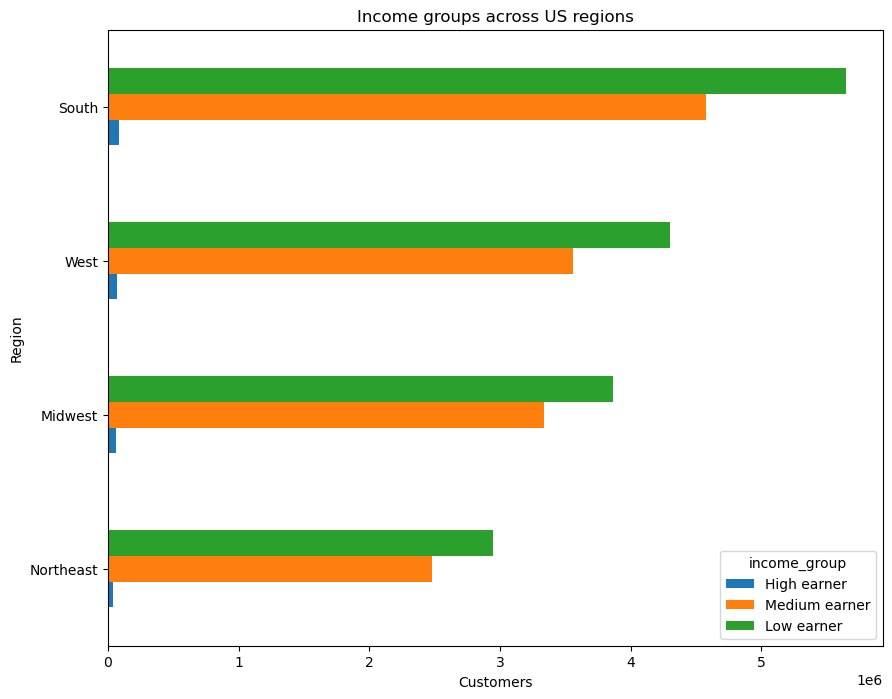 Income groups across US regions
South
West
Midwest
Northeast
Region
0 1 2 3 4 5
1e6
Customers
income_group
High earner
Medium earner
Low earner